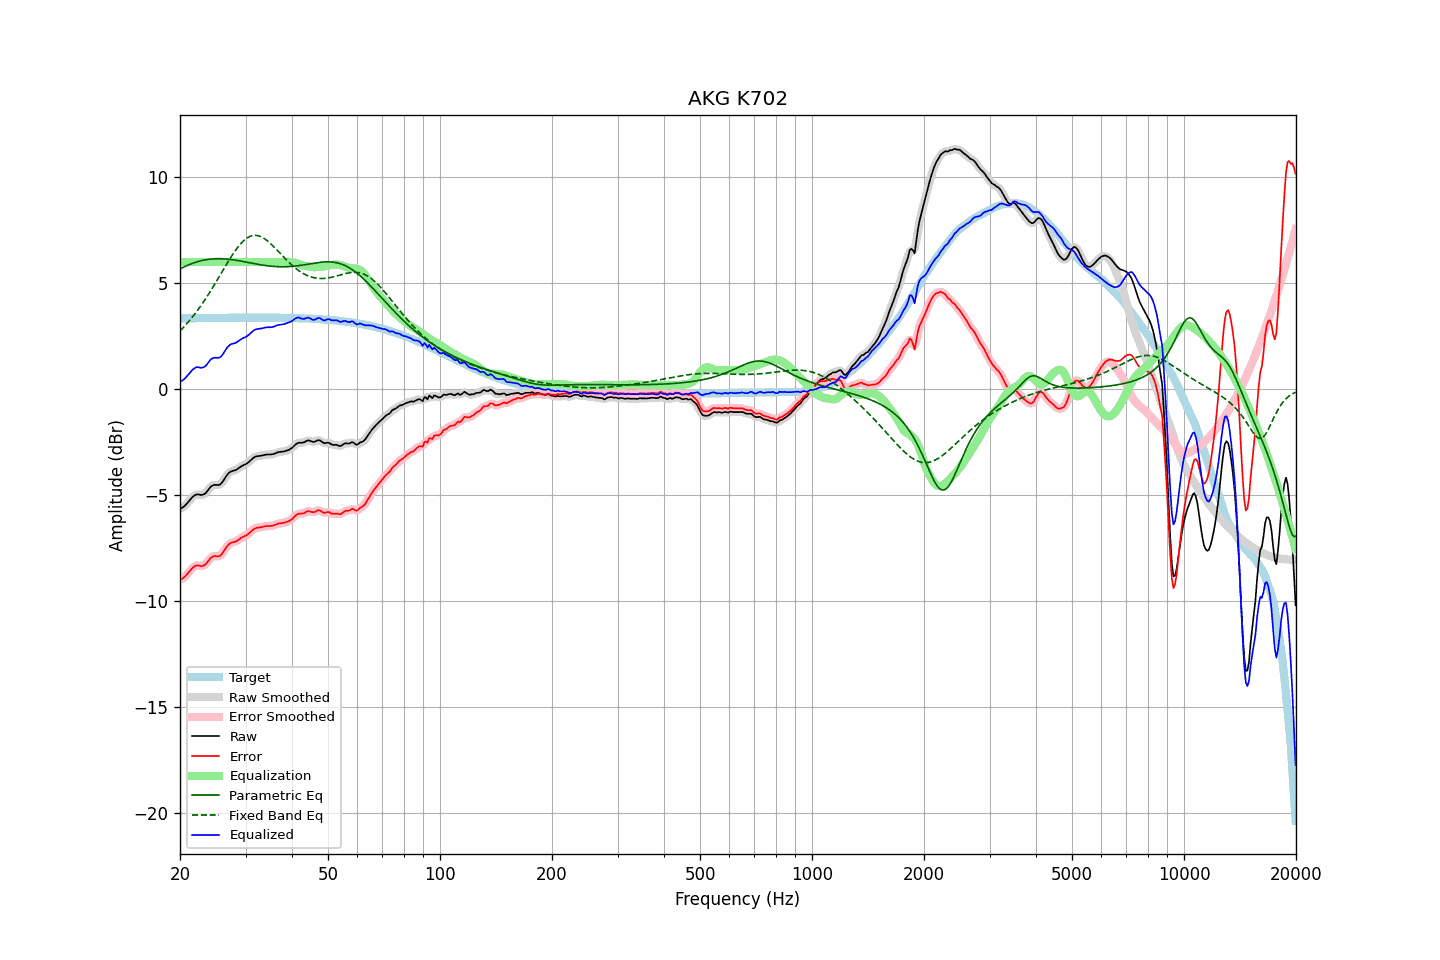 AKG K702
Amplitude (dBr)
10
5
0
−5
−10
−15
−20
Target
Raw Smoothed
Error Smoothed
Raw
Error
Equalization
Parametric Eq
Fixed Band Eq
Equalized
20 50 100 200 500 1000 2000 5000 10000 20000
Frequency (Hz)